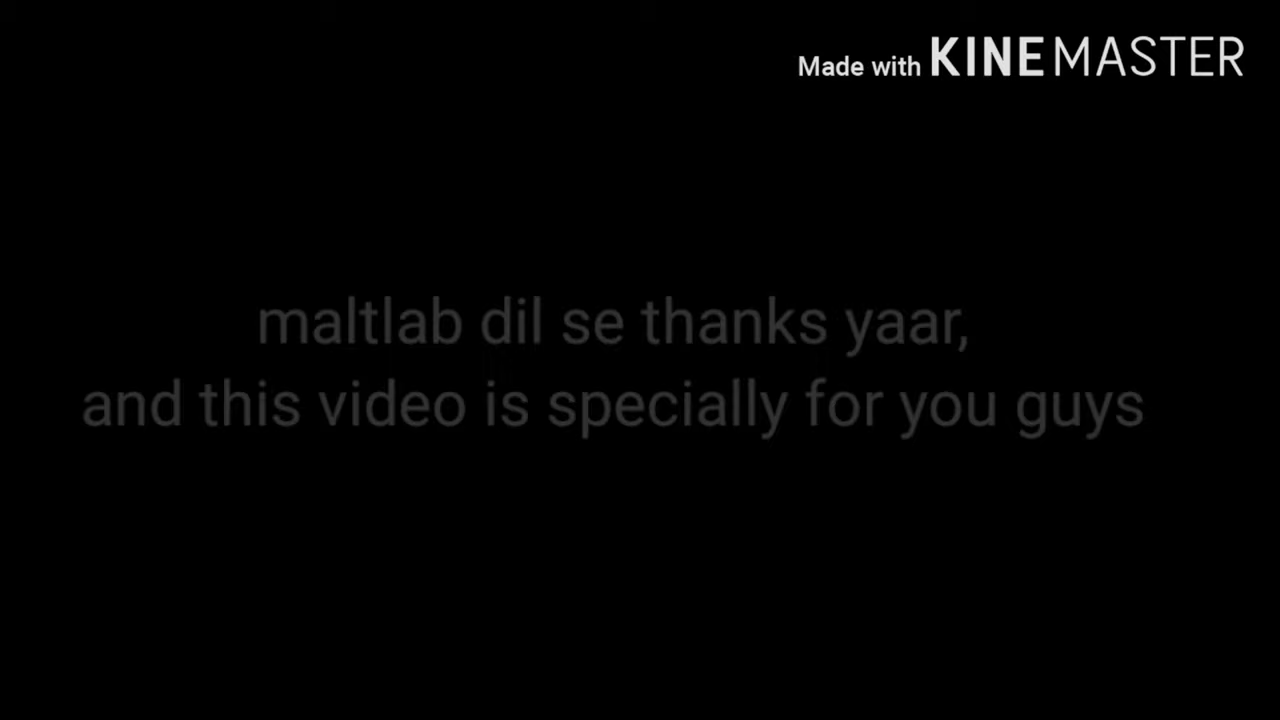 Made with KINEMASTER
maltlab dil se thanks yaar,
and this video is specially for you guys